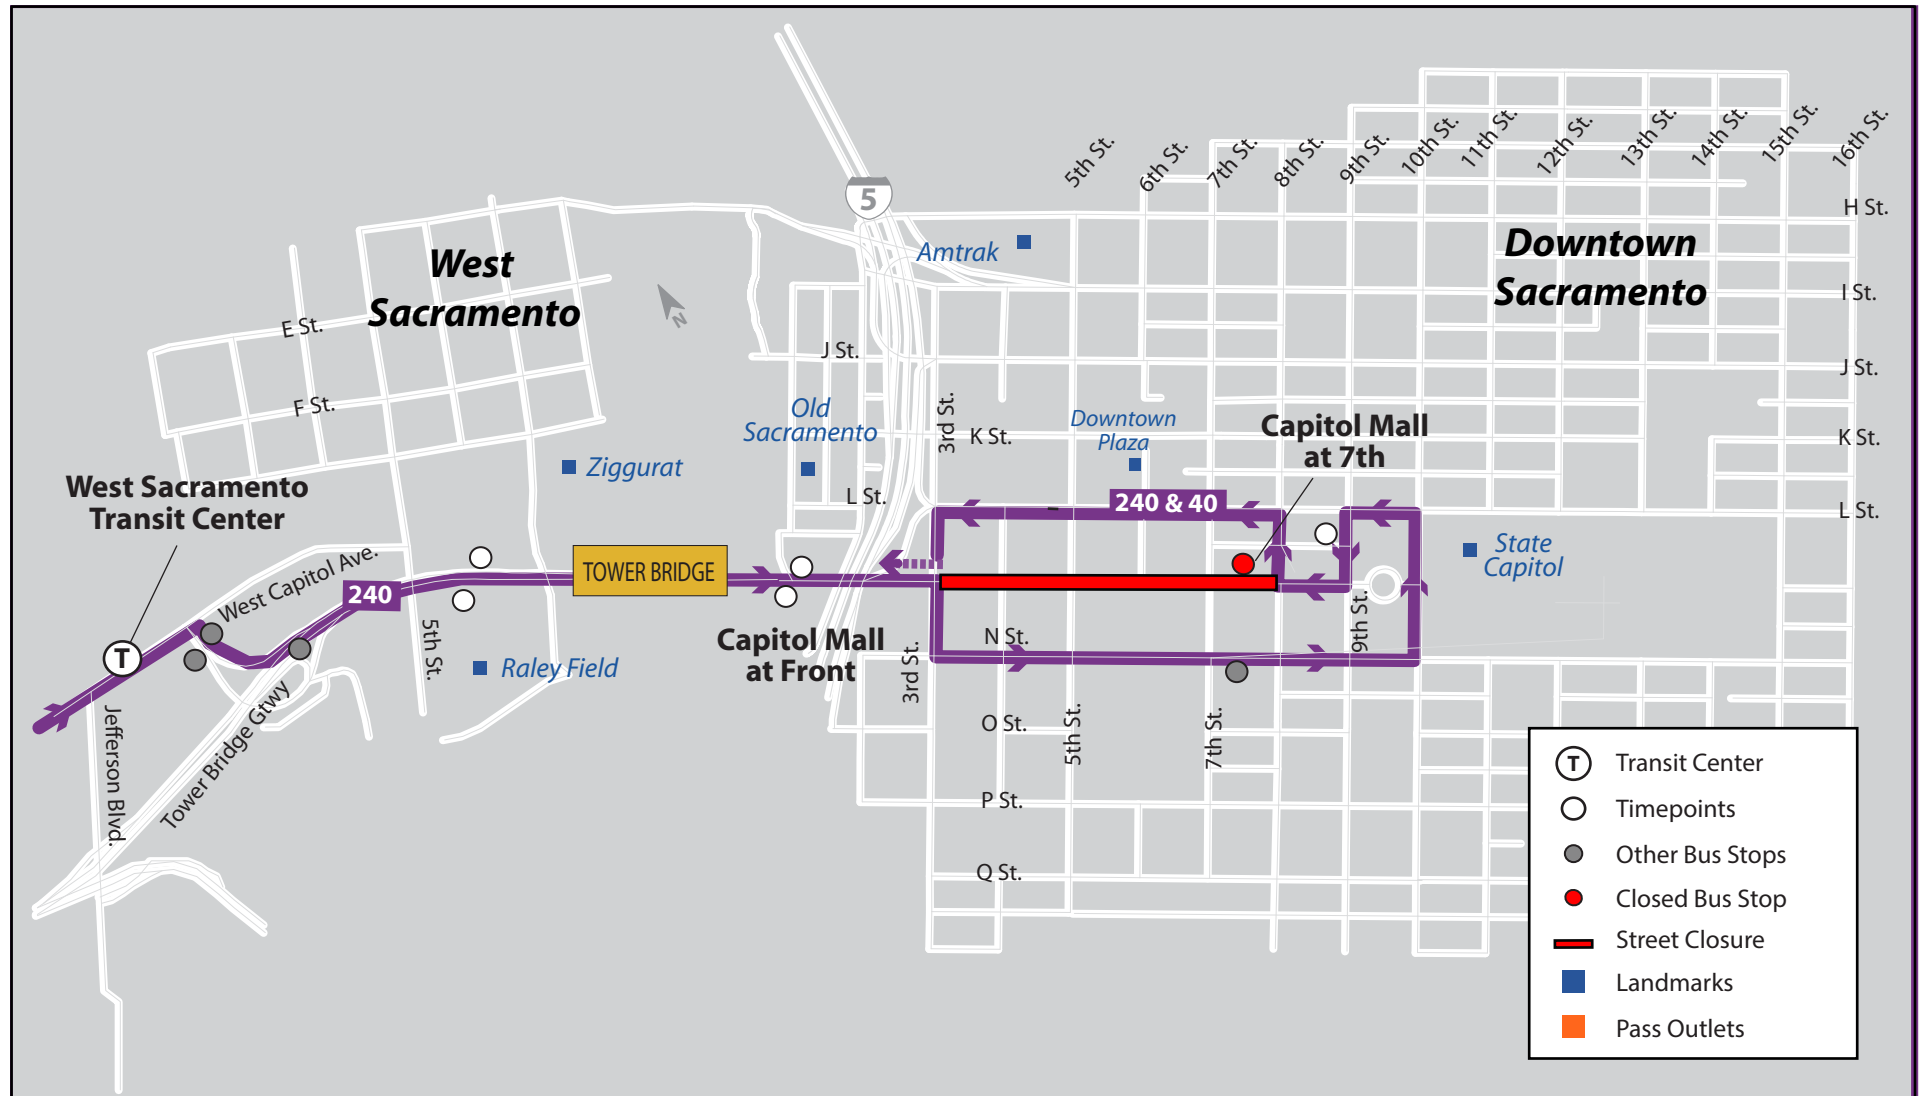 5th St.
6th St.
7th St.
8th St.
9th St.
10th St.
11th St.
12th St.
13th St.
14th St.
15th St.
16th St.
5
H St.
West
Sacramento
Amtrak
Downtown
Sacramento
I St.
N
E St.
J St.
J St.
F St.
Old
Sacramento
3rd St.
K St.
Downtown
Plaza
Capitol Mall
at 7th
K St.
Ziggurat
West Sacramento
Transit Center
L St.
240 & 40
L St.
State
Capitol
West Capitol Ave.
TOWER BRIDGE
240
T
5th St.
Raley Field
Capitol Mall
at Front
3rd St.
N St.
9th St.
Jefferson Blvd.
Tower Bridge Gtwy
O St.
5th St.
7th St.
P St.
Q St.
T Transit Center
Timepoints
Other Bus Stops
Closed Bus Stop
Street Closure
Landmarks
Pass Outlets